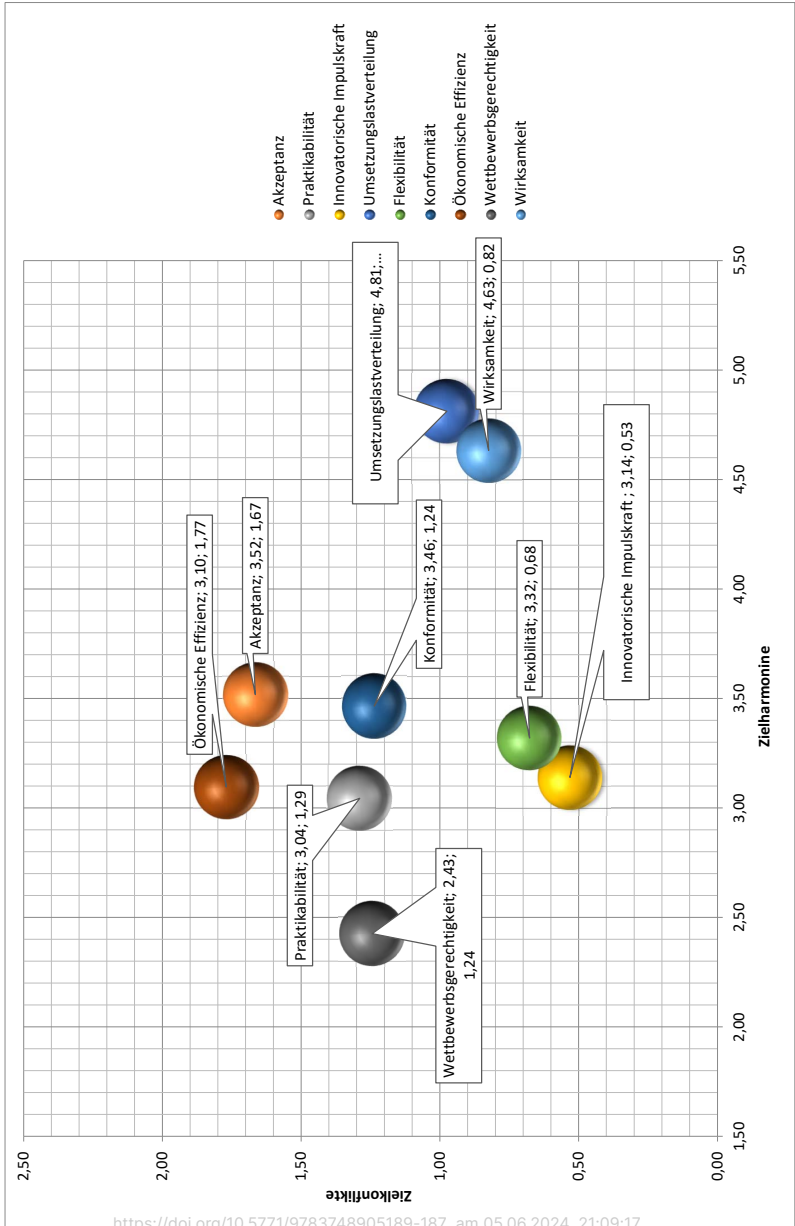 Akzeptanz
Praktikabilität
Innovatorische Impulskraft
Umsetzungslastverteilung
Flexibilität
Konformität
Ökonomische Effizienz
Wettbewerbsgerechtigkeit
Wirksamkeit
Zielkonflikte
2,50
2,00
1,50
1,00
0,50
0,00
Ökonomische Effizienz; 3,10; 1,77
Akzeptanz; 3,52; 1,67
Praktikabilität; 3,04; 1,29
Konformität; 3,46; 1,24
Wettbewerbsgerechtigkeit; 2,43;
1,24
Umsetzungslastverteilung; 4,81;...
Wirksamkeit; 4,63; 0,82
Flexibilität; 3,32; 0,68
Innovatorische Impulskraft ; 3,14; 0,53
1,50
2,00
2,50
3,00
3,50
4,00
4,50
5,00
5,50
Zielharmonine
https://doi.org/10.5771/9783748905189-187, am 05.06.2024, 21:09:17